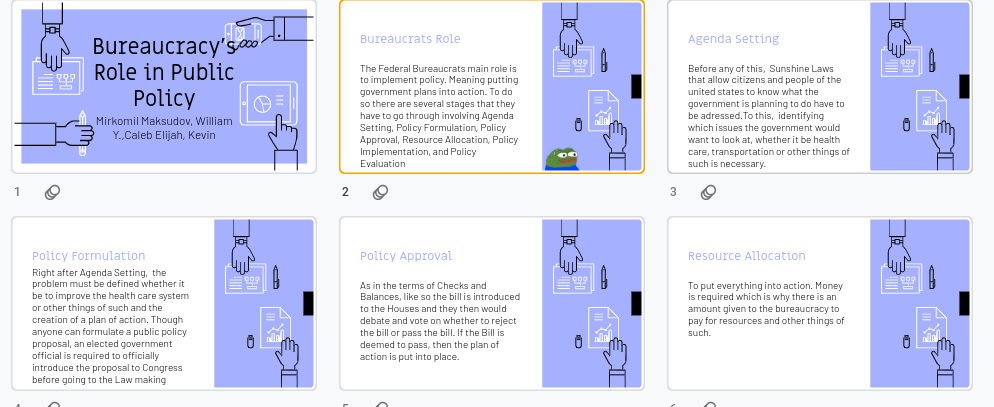 Bureaucracy's
Role in Public
Policy
Mirkomil Maksudov, William
Y.,Caleb Elijah, Kevin
1
Bureaucrats Role
The Federal Bureaucrats main role is
to implement policy. Meaning putting
government plans into action. To do
so there are several stages that they
have to go through involving Agenda
Setting, Policy Formulation, Policy
Approval, Resource Allocation, Policy
Implementation, and Policy
Evaluation
2
Agenda Setting
Before any of this, Sunshine Laws
that allow citizens and people of the
united states to know what the
government is planning to do have to
be adressed.To this, identifying
which issues the government would
want to look at, whether it be health
care, transportation or other things of
such is necessary.
3
Policy Formulation
Right after Agenda Setting, the
problem must be defined whether it
be to improve the health care system
or other things of such and the
creation of a plan of action. Though
anyone can formulate a public policy
proposal, an elected government
official is required to officially
introduce the proposal to Congress
before going to the Law making
Policy Approval
As in the terms of Checks and
Balances, like so the bill is introduced
to the Houses and they then would
debate and vote on whether to reject
the bill or pass the bill. If the Bill is
deemed to pass, then the plan of
action is put into place.
Resource Allocation
To put everything into action. Money
is required which is why there is an
amount given to the bureaucracy to
pay for resources and other things of
such.